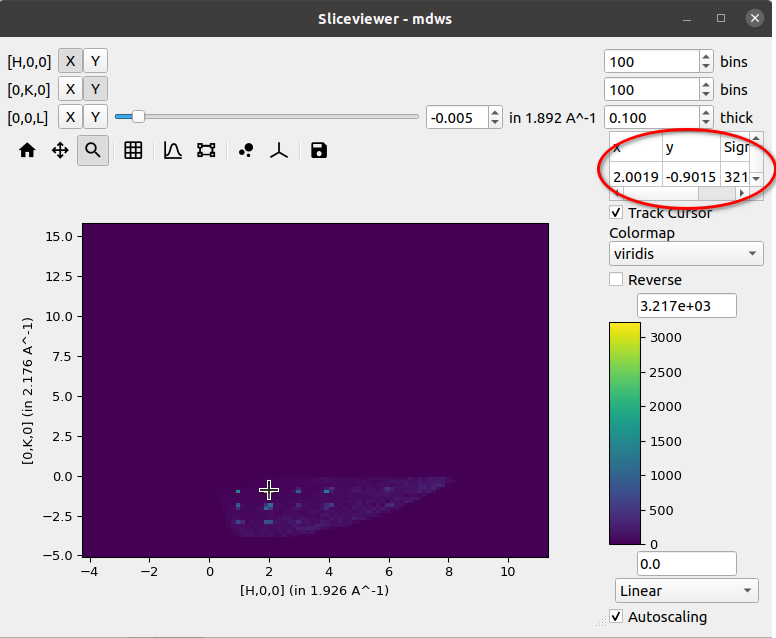 Sliceviewer - mdws
[H,0,0] X Y 100 bins
[0,K,0] X Y 100 bins
[0,0,L] X Y -0.005 in 1.892 A^-1 0.100 thick
x y Sigr
2.0019 -0.9015 321
Track Cursor
Colormap
viridis
Reverse
3.217e+03
3000
2500
2000
1500
1000
500
0
0.0
Linear
Autoscaling
15.0
12.5
10.0
7.5
5.0
2.5
0.0
−2.5
−5.0
[0,K,0] (in 2.176 A^-1)
−4 −2 0 2 4 6 8 10
[H,0,0] (in 1.926 A^-1)